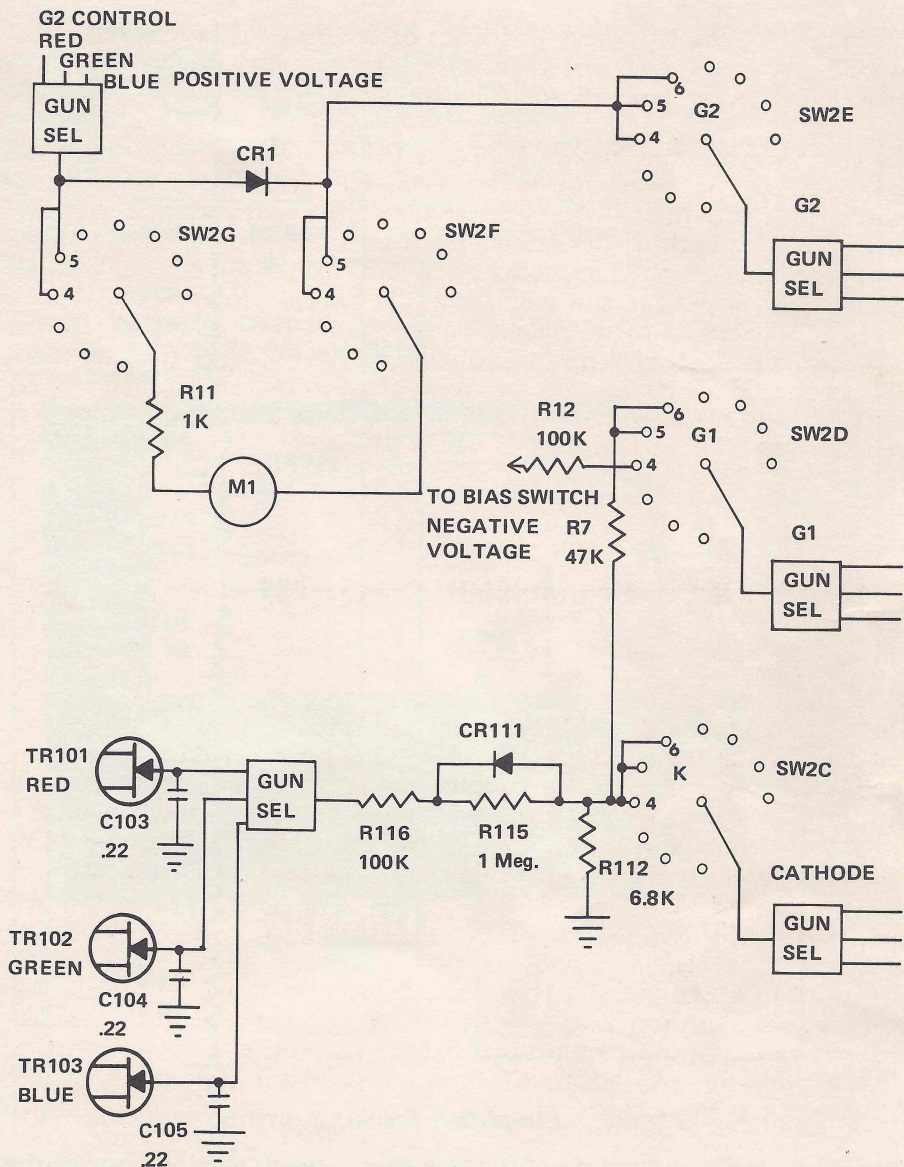 G2 CONTROL
RED
GREEN
BLUE POSITIVE VOLTAGE
GUN
SEL
CR1
5
4
SW2G
5
4
SW2F
6
5
4
G2
SW2E
G2
GUN
SEL
R11
1K
M1
R12
100K
TO BIAS SWITCH
NEGATIVE
VOLTAGE
R7
47K
6
5
4
G1
SW2D
G1
GUN
SEL
TR101
RED
C103
.22
GUN
SEL
R116
100K
CR111
R115
1 Meg.
R112
6.8K
6
K
4
SW2C
CATHODE
GUN
SEL
TR102
GREEN
C104
.22
TR103
BLUE
C105
.22